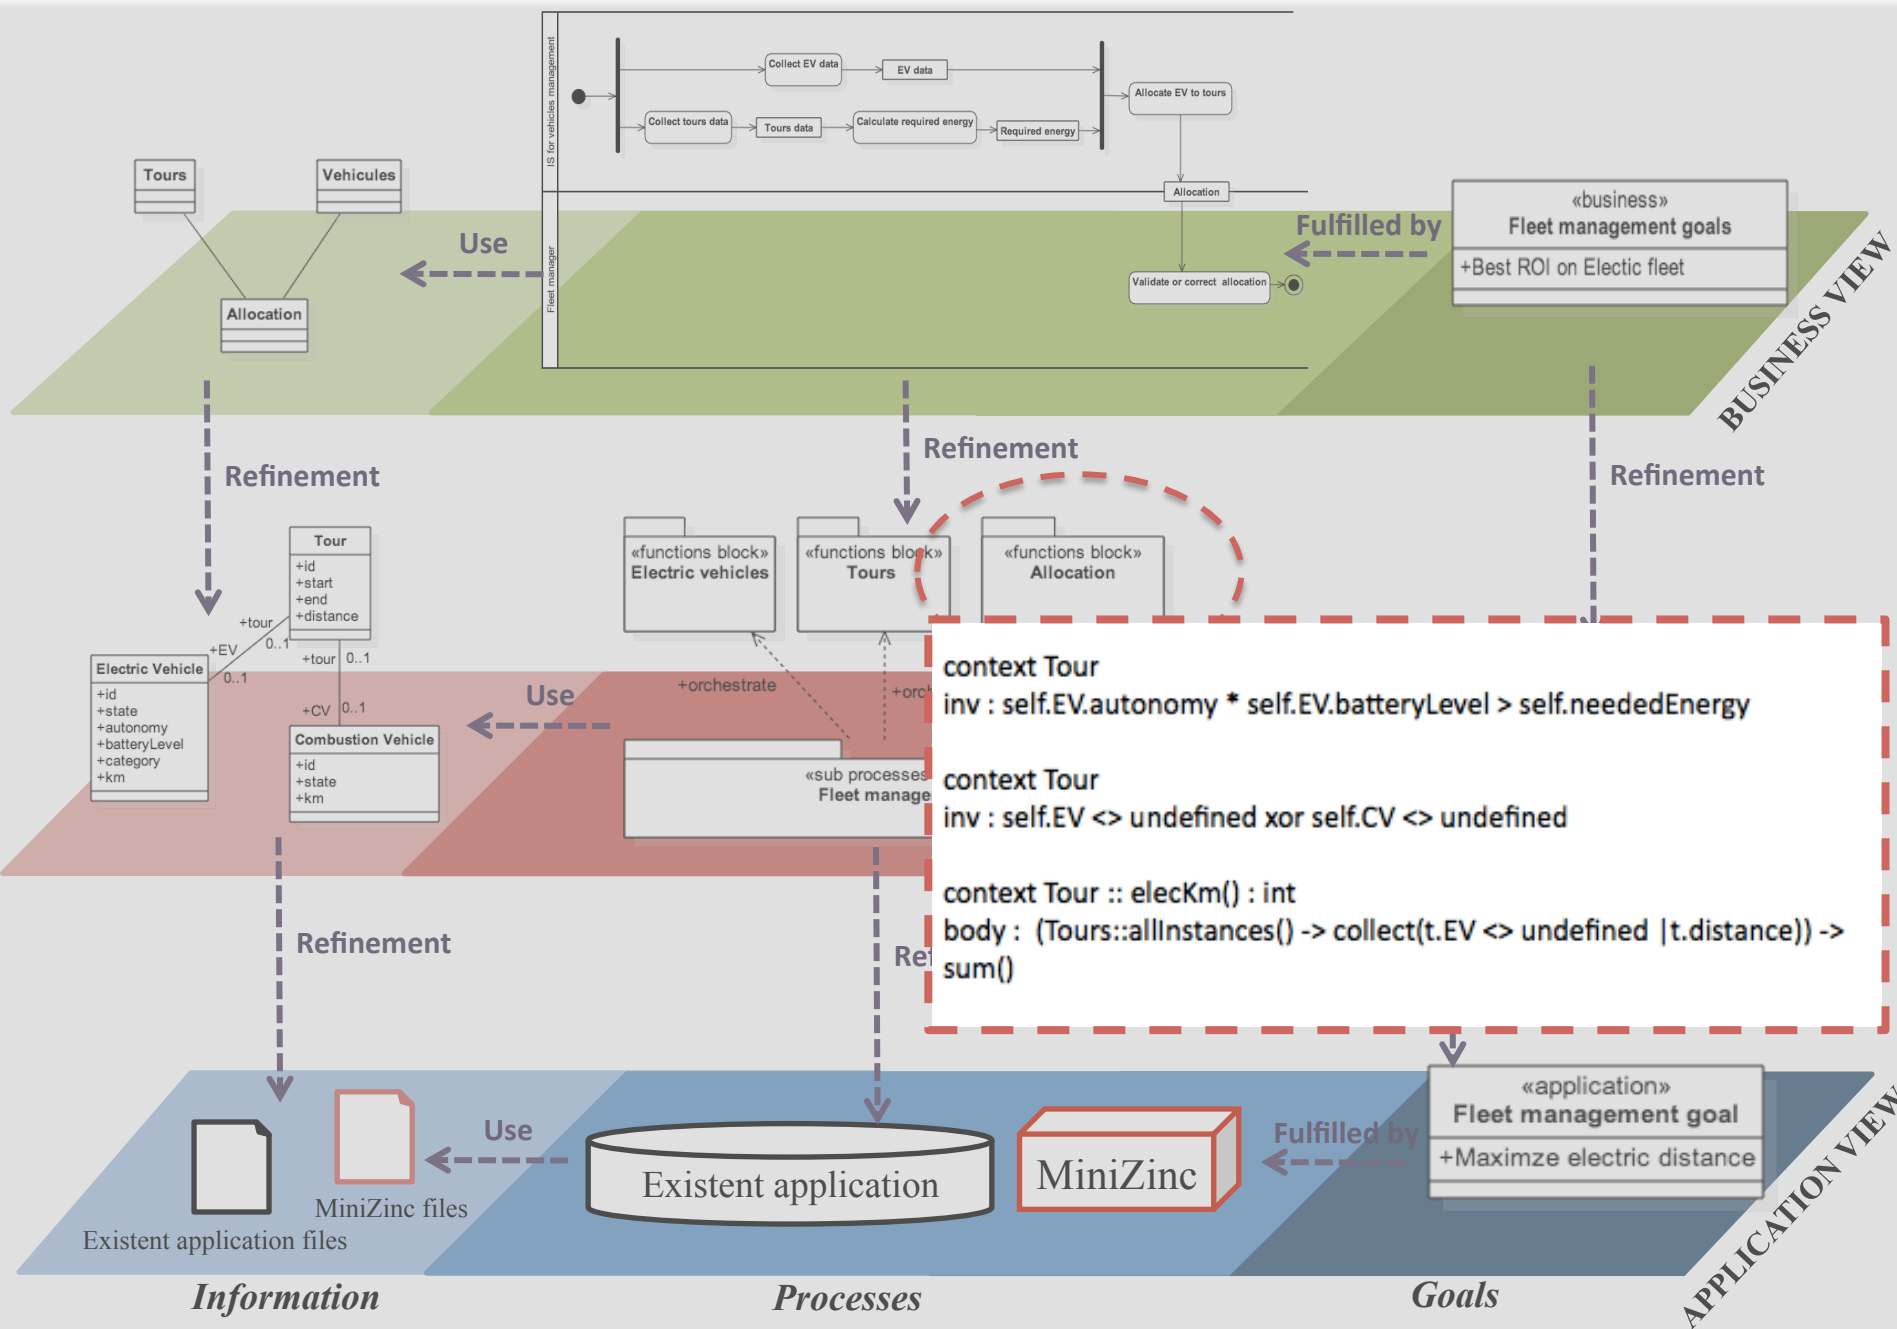 IS for vehicles management
Collect EV data
EV data
Allocate EV to tours
Collect tours data
Tours data
Calculate required energy
Required energy
Allocation
Fleet manager
Validate or correct allocation
Tours
Vehicules
Allocation
Use
Fulfilled by
«business»
Fleet management goals
+Best ROI on Electic fleet
BUSINESS VIEW
Refinement
Refinement
Refinement
Tour
+id
+start
+end
+distance
+tour
0..1
+EV
0..1
+tour
0..1
+CV
0..1
Electric Vehicle
+id
+state
+autonomy
+batteryLevel
+category
+km
Combustion Vehicle
+id
+state
+km
Use
«functions block»
Electric vehicles
«functions block»
Tours
«functions block»
Allocation
+orchestrate
+orch
«sub processes
Fleet manage
context Tour
inv : self.EV.autonomy * self.EV.batteryLevel > self.neededEnergy
context Tour
inv : self.EV <> undefined xor self.CV <> undefined
context Tour :: elecKm() : int
body : (Tours::allInstances() -> collect(t.EV <> undefined |t.distance)) ->
sum()
Refinement
Ref
Existent application files
MiniZinc files
Use
Existent application
MiniZinc
Fulfilled by
«application»
Fleet management goal
+Maximze electric distance
APPLICATION VIEW
Information
Processes
Goals